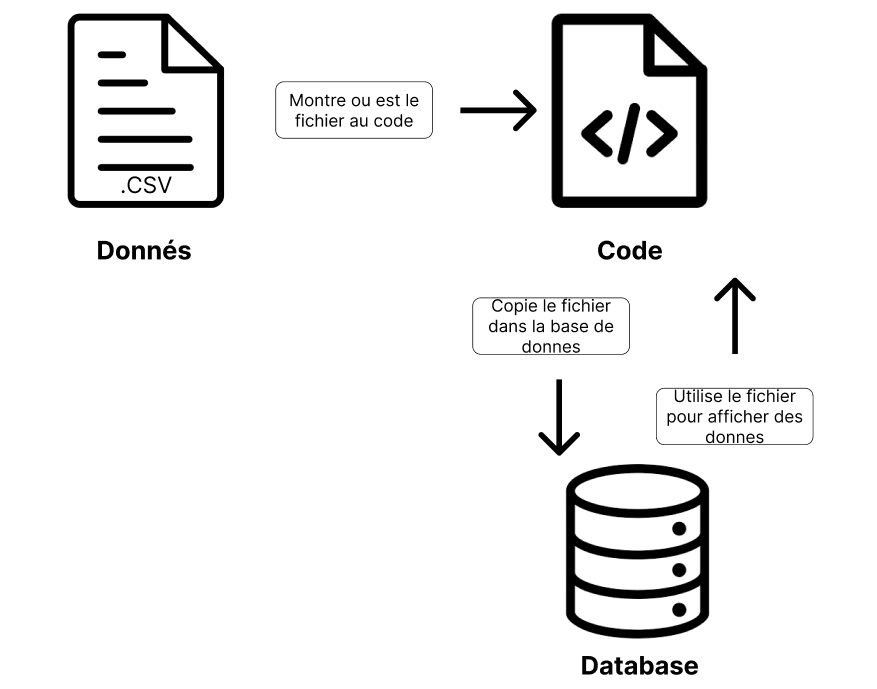 Montre ou est le
fichier au code
.CSV
</>
Donnés
Code
Copie le fichier
dans la base de
donnes
Utilise le fichier
pour afficher des
donnes
Database